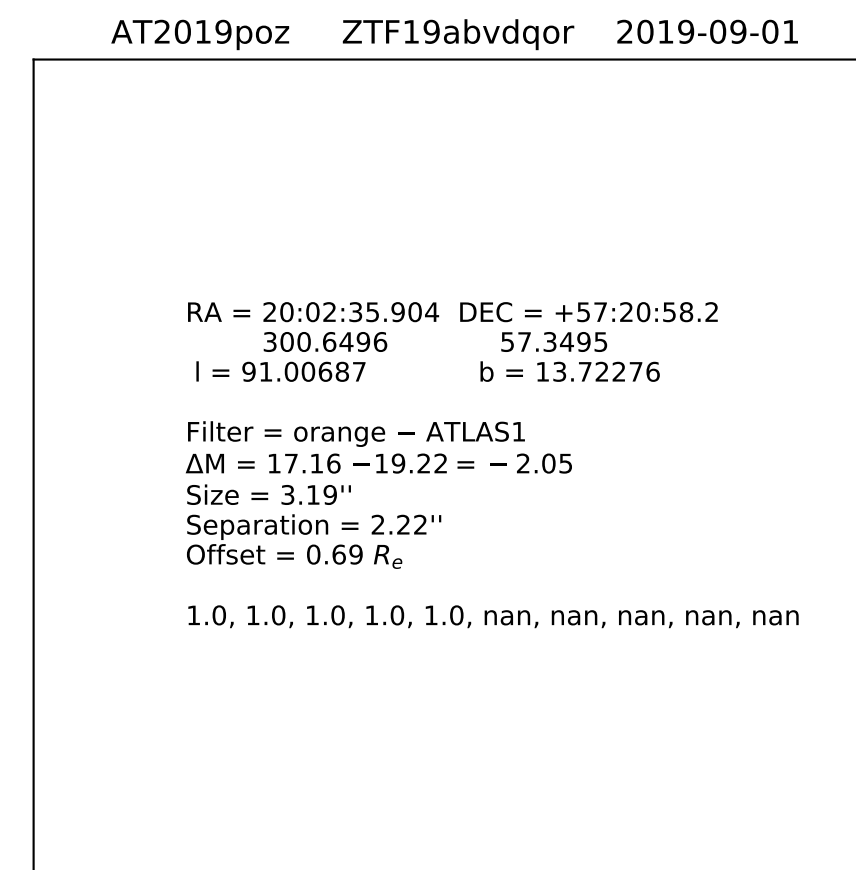 AT2019poz ZTF19abvdqor 2019-09-01
RA = 20:02:35.904 DEC = +57:20:58.2
300.6496 57.3495
l = 91.00687 b = 13.72276
Filter = orange − ATLAS1
ΔM = 17.16 −19.22 = − 2.05
Size = 3.19''
Separation = 2.22''
Offset = 0.69 Rₑ
1.0, 1.0, 1.0, 1.0, 1.0, nan, nan, nan, nan, nan